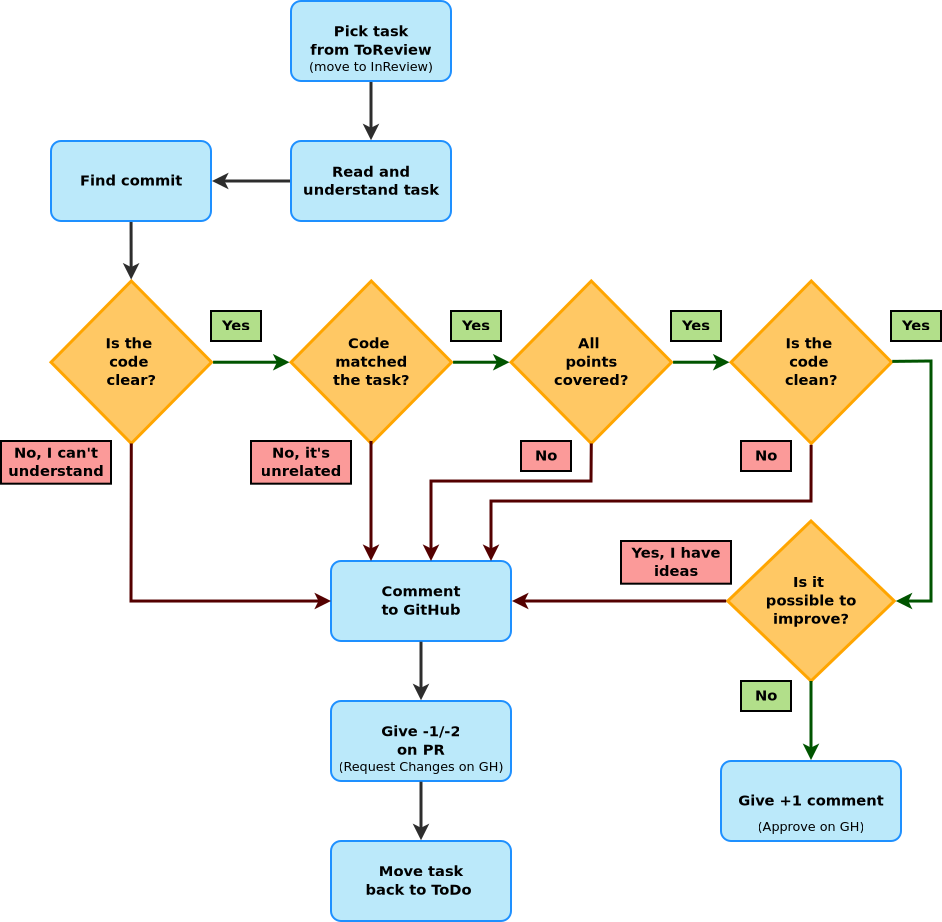 Pick task
from ToReview
(move to InReview)
Find commit
Read and
understand task
Yes
Yes
Yes
Yes
Is the
code
clear?
Code
matched
the task?
All
points
covered?
Is the
code
clean?
No, I can't
understand
No, it's
unrelated
No
No
Yes, I have
ideas
Comment
to GitHub
Is it
possible to
improve?
No
Give -1/-2
on PR
(Request Changes on GH)
Give +1 comment
(Approve on GH)
Move task
back to ToDo